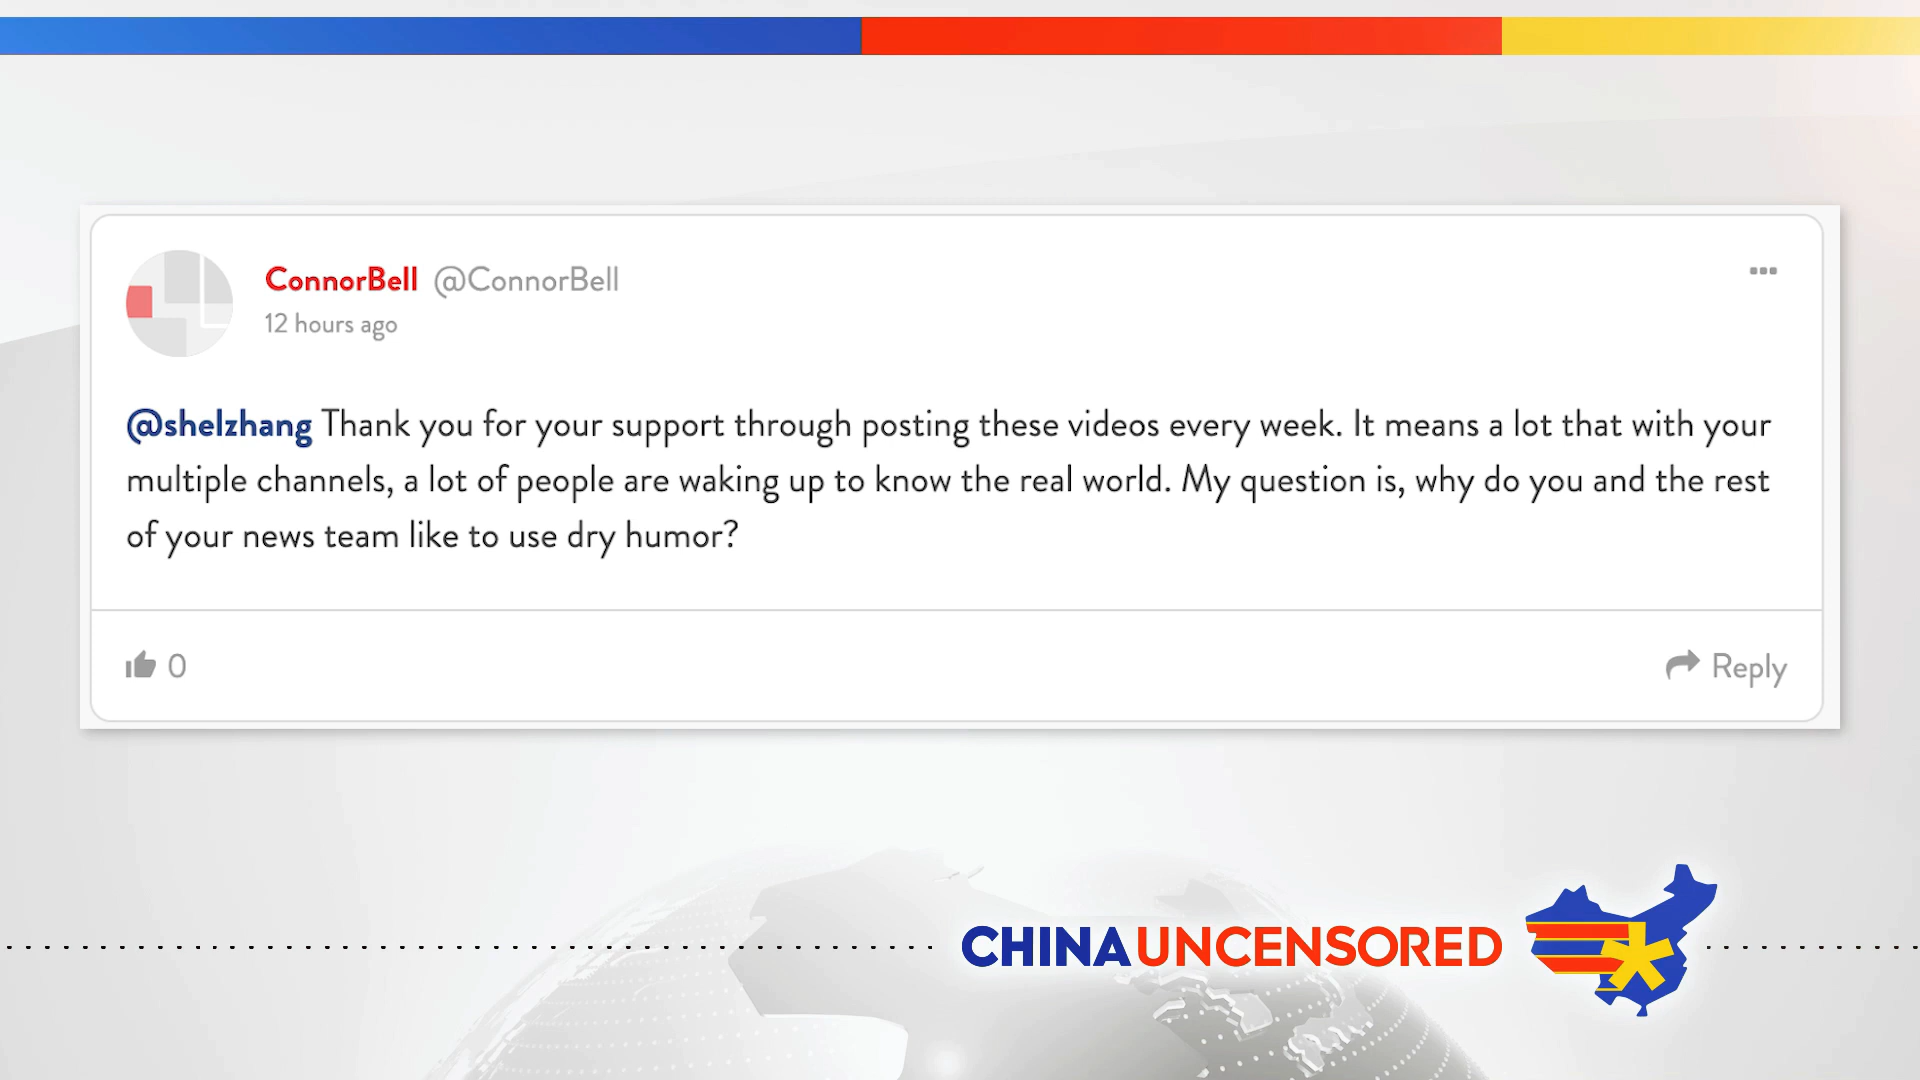 ConnorBell @ConnorBell
12 hours ago
@shelzhang Thank you for your support through posting these videos every week. It means a lot that with your
multiple channels, a lot of people are waking up to know the real world. My question is, why do you and the rest
of your news team like to use dry humor?
0
Reply
CHINAUNCENSORED